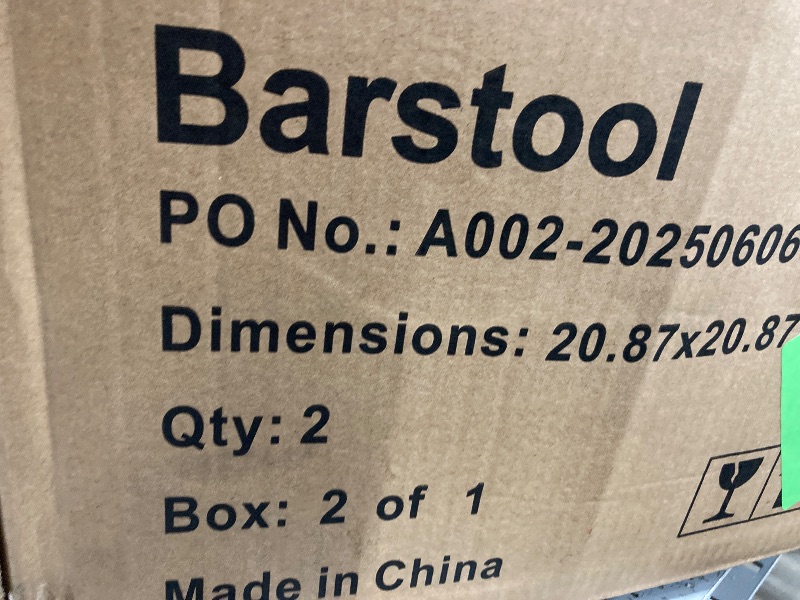 Barstool
PO No.: A002-20250606
Dimensions: 20.87x20.87
Qty: 2
Box: 2 of 1
Made in China